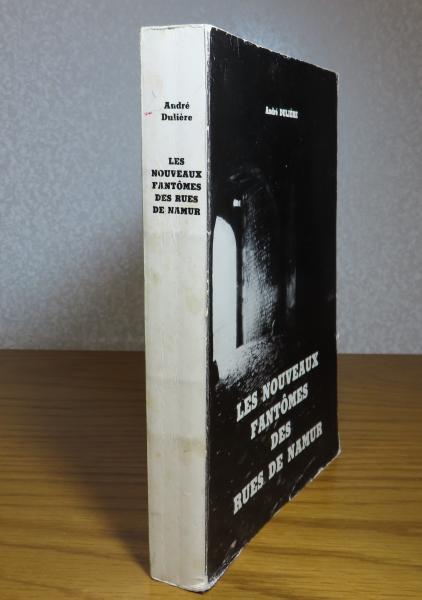 André
Dulière
LES
NOUVEAUX
FANTÔMES
DES RUES
DE NAMUR
André DULIÈRE
LES NOUVEAUX
FANTÔMES
DES
RUES DE NAMUR